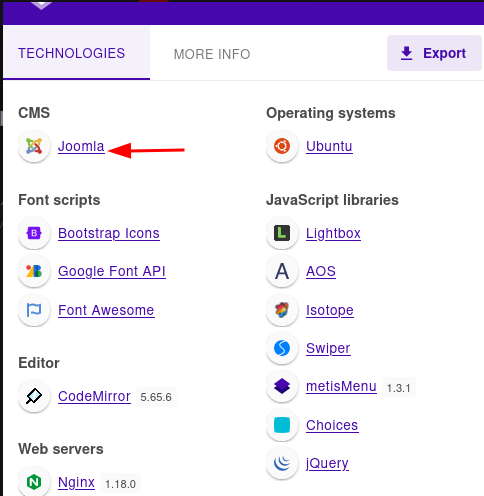 TECHNOLOGIES
MORE INFO
Export
CMS
Joomla
Font scripts
Bootstrap Icons
Google Font API
Font Awesome
Editor
CodeMirror 5.65.6
Web servers
Nginx 1.18.0
Operating systems
Ubuntu
JavaScript libraries
Lightbox
AOS
Isotope
Swiper
metisMenu 1.3.1
Choices
jQuery